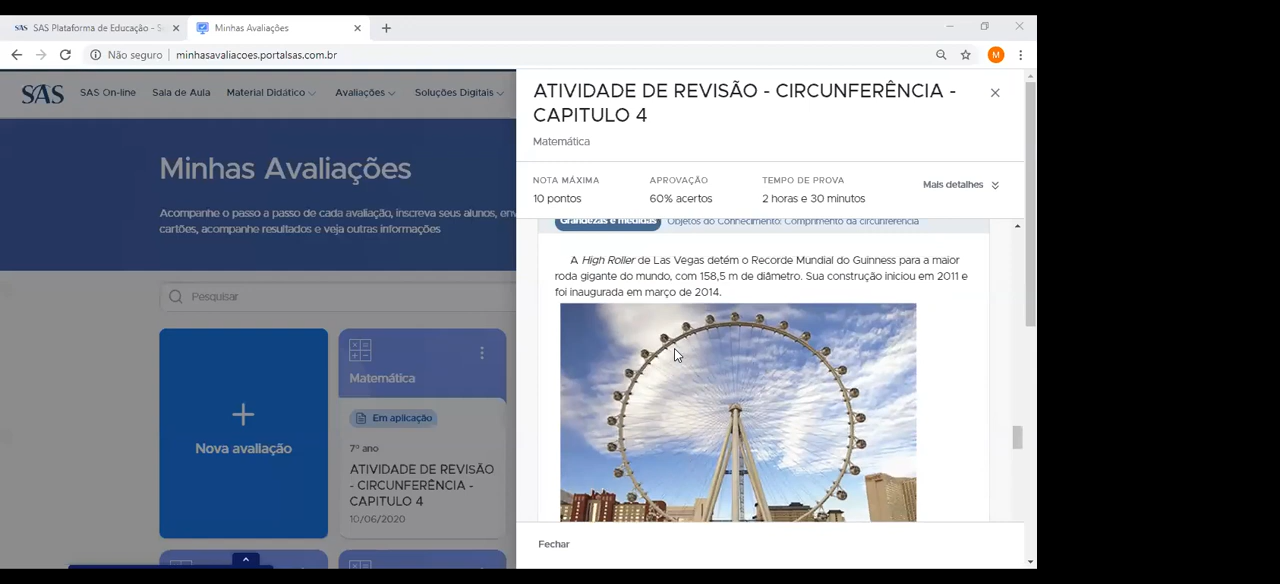 SAS SAS Plataforma de Educação - S
Minhas Avaliações
Não seguro
minhasavaliacoes.portalsas.com.br
M
SAS
SAS On-line
Sala de Aula
Material Didático
Avaliações
Soluções Digitais
Minhas Avaliações
Acompanhe o passo a passo de cada avaliação, inscreva seus alunos, env
cartões, acompanhe resultados e veja outras informações
Pesquisar
Nova avaliação
Matemática
Em aplicação
7º ano
ATIVIDADE DE REVISÃO
- CIRCUNFERÊNCIA -
CAPITULO 4
10/06/2020
ATIVIDADE DE REVISÃO - CIRCUNFERÊNCIA -
CAPITULO 4
Matemática
NOTA MÁXIMA
10 pontos
APROVAÇÃO
60% acertos
TEMPO DE PROVA
2 horas e 30 minutos
Mais detalhes
Grandezas e medidas
Objetos do Conhecimento: Comprimento da circunferência
A High Roller de Las Vegas detém o Recorde Mundial do Guinness para a maior
roda gigante do mundo, com 158,5 m de diâmetro. Sua construção iniciou em 2011 e
foi inaugurada em março de 2014.
Fechar